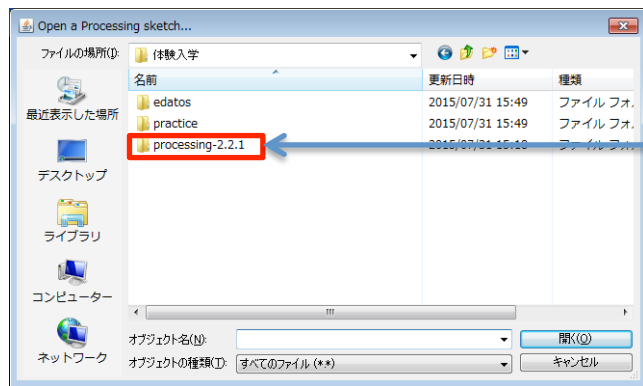 Open a Processing sketch...
ファイルの場所(I): 体験入学
名前 更新日時 種類
edatos 2015/07/31 15:49 ファイル フォ.
practice 2015/07/31 15:49 ファイル フォ.
processing-2.2.1
最近表示した場所
デスクトップ
ライブラリ
コンピューター
ネットワーク
オブジェクト名(N): 開く(O)
オブジェクトの種類(T): すべてのファイル (*.*) キャンセル